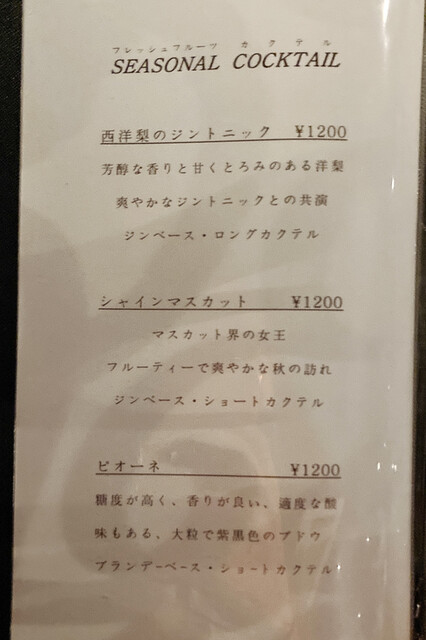 フレッシュフルーツ カクテル
SEASONAL COCKTAIL
西洋梨のジントニック ¥1200
芳醇な香りと甘くとろみのある洋梨
爽やかなジントニックとの共演
ジンベース・ロングカクテル
シャインマスカット ¥1200
マスカット界の女王
フルーティーで爽やかな秋の訪れ
ジンベース・ショートカクテル
ピオーネ ¥1200
糖度が高く、香りが良い、適度な酸
味もある、大粒で紫黒色のブドウ
ブランデーベース・ショートカクテル